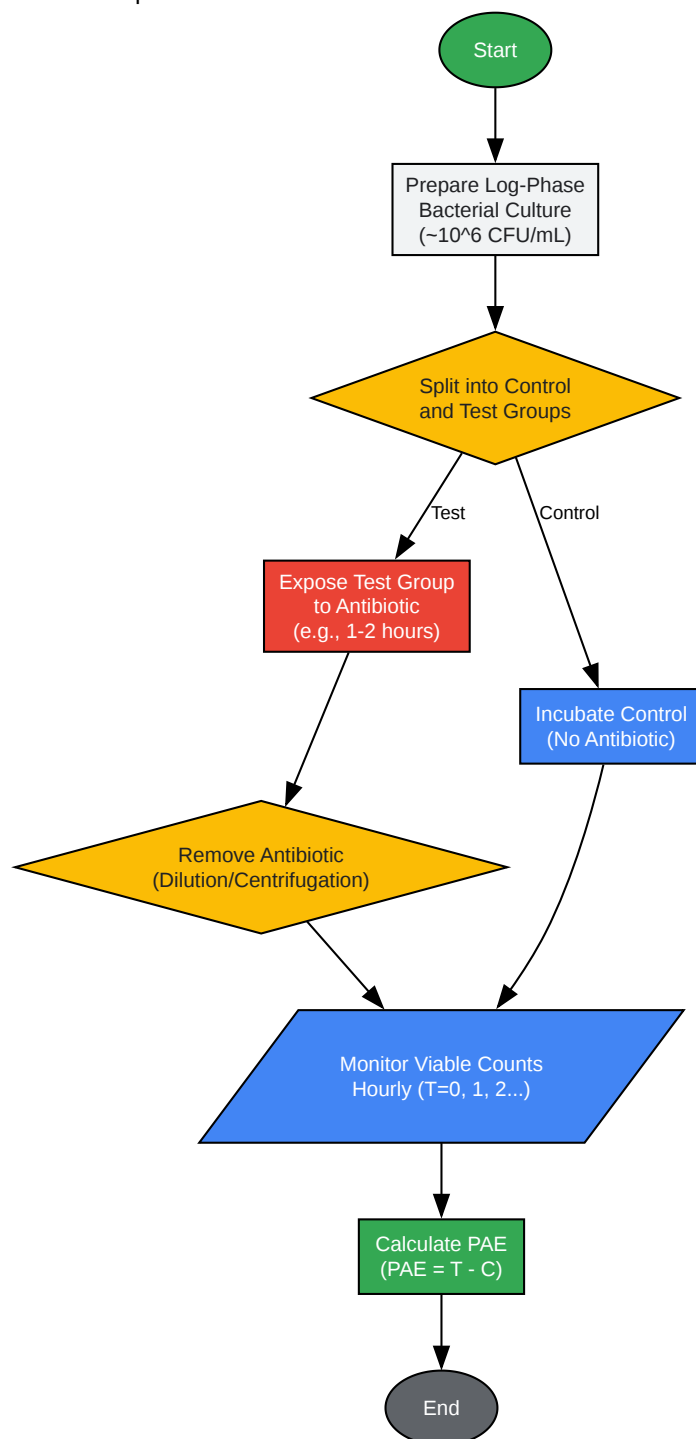 Start
Prepare Log-Phase
Bacterial Culture
(~10^6 CFU/mL)
Split into Control
and Test Groups
Test
Control
Expose Test Group
to Antibiotic
(e.g., 1-2 hours)
Incubate Control
(No Antibiotic)
Remove Antibiotic
(Dilution/Centrifugation)
Monitor Viable Counts
Hourly (T=0, 1, 2...)
Calculate PAE
(PAE = T - C)
End